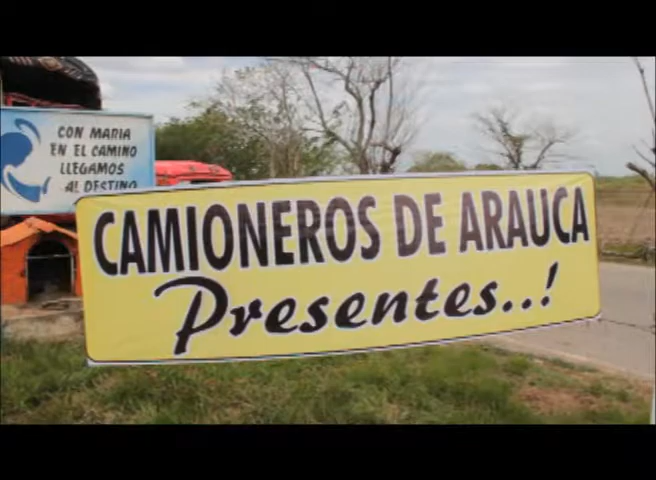 CON MARIA
EN EL CAMINO
LLEGAMOS
AL DESTINO
CAMIONEROS DE ARAUCA
Presentes..!